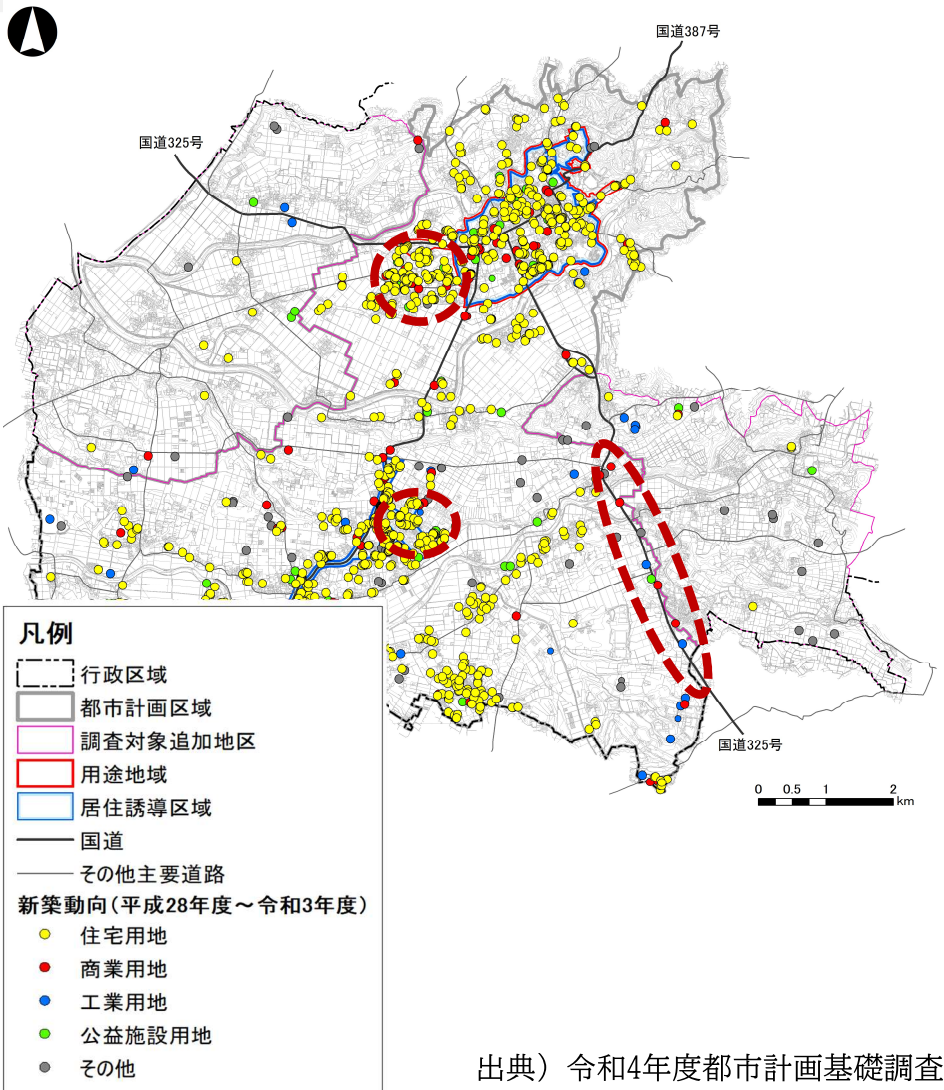 国道387号
国道325号
国道325号
0 0.5 1 2
km
凡例
行政区域
都市計画区域
調査対象追加地区
用途地域
居住誘導区域
国道
その他主要道路
新築動向(平成28年度～令和3年度)
住宅用地
商業用地
工業用地
公益施設用地
その他
出典）令和4年度都市計画基礎調査